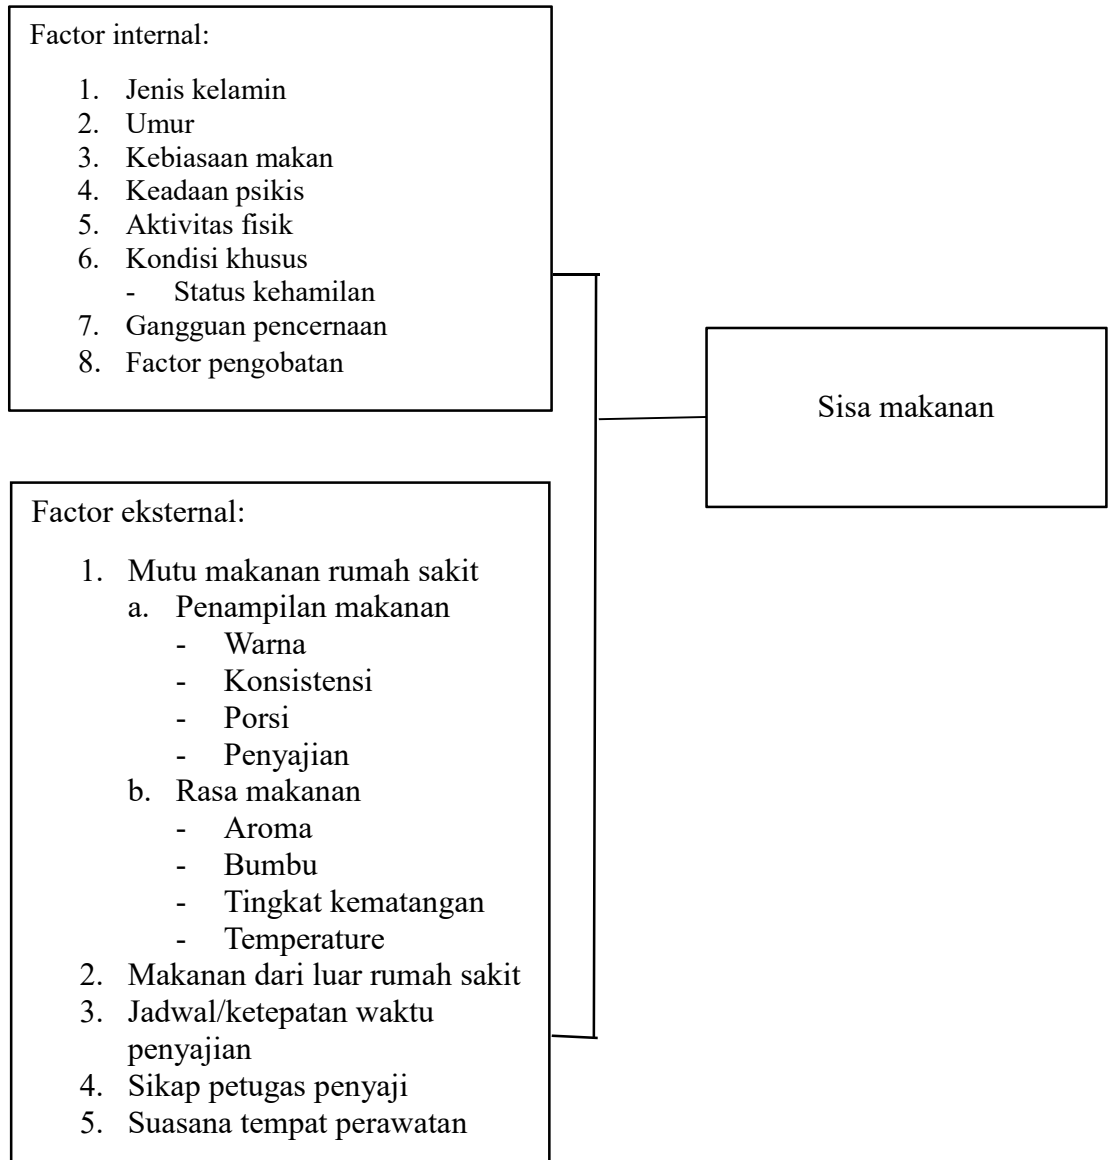 Factor internal:
1. Jenis kelamin
2. Umur
3. Kebiasaan makan
4. Keadaan psikis
5. Aktivitas fisik
6. Kondisi khusus
- Status kehamilan
7. Gangguan pencernaan
8. Factor pengobatan
Sisa makanan
Factor eksternal:
1. Mutu makanan rumah sakit
a. Penampilan makanan
- Warna
- Konsistensi
- Porsi
- Penyajian
b. Rasa makanan
- Aroma
- Bumbu
- Tingkat kematangan
- Temperature
2. Makanan dari luar rumah sakit
3. Jadwal/ketepatan waktu
penyajian
4. Sikap petugas penyaji
5. Suasana tempat perawatan